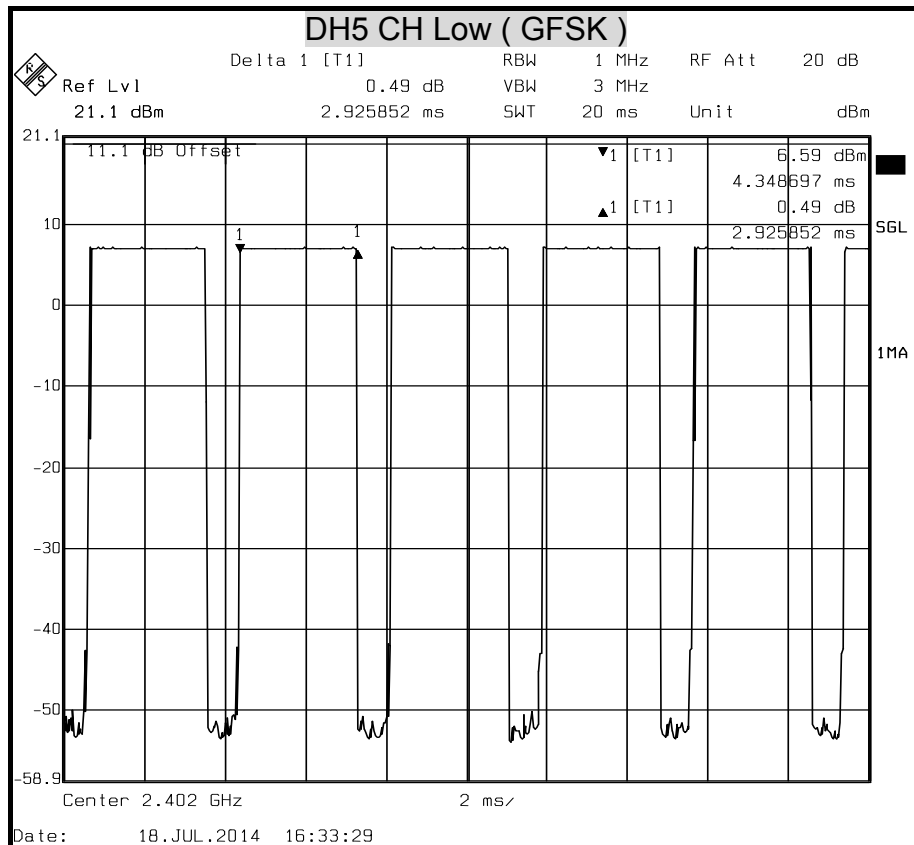 DH5 CH Low ( GFSK )
R S
Delta 1 [T1] RBW 1 MHz RF Att 20 dB
Ref Lvl 0.49 dB VBW 3 MHz
21.1 dBm 2.925852 ms SWT 20 ms Unit dBm
21.1
11.1 dB Offset
▼1 [T1] 6.59 dBm
4.348697 ms
▲1 [T1] 0.49 dB
2.925852 ms
SGL
1MA
1
1
10
0
-10
-20
-30
-40
-50
-58.9
Center 2.402 GHz 2 ms/
Date: 18.JUL.2014 16:33:29